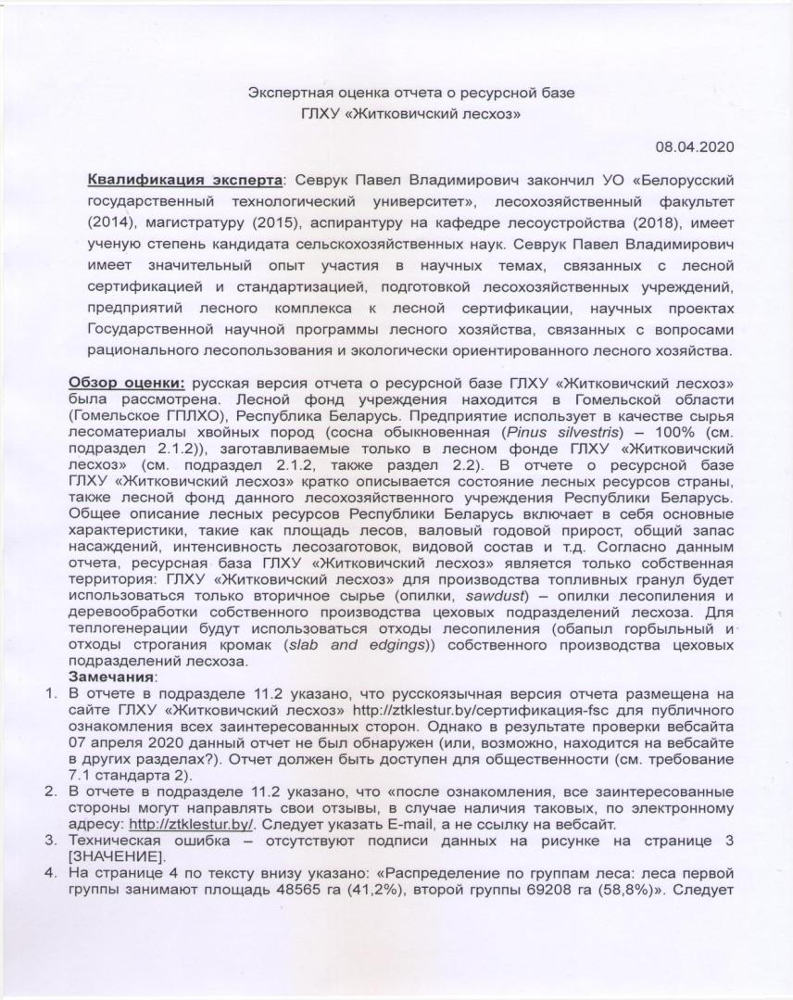 Экспертная оценка отчета о ресурсной базе
ГЛХУ «Житковичский лесхоз»
08.04.2020
Квалификация эксперта: Севрук Павел Владимирович закончил УО «Белорусский
государственный технологический университет», лесохозяйственный факультет
(2014), магистратуру (2015), аспирантуру на кафедре лесоустройства (2018), имеет
ученую степень кандидата сельскохозяйственных наук. Севрук Павел Владимирович
имеет значительный опыт участия в научных темах, связанных с лесной
сертификацией и стандартизацией, подготовкой лесохозяйственных учреждений,
предприятий лесного комплекса к лесной сертификации, научных проектах
Государственной научной программы лесного хозяйства, связанных с вопросами
рационального лесопользования и экологически ориентированного лесного хозяйства.
Обзор оценки: русская версия отчета о ресурсной базе ГЛХУ «Житковичский лесхоз»
была рассмотрена. Лесной фонд учреждения находится в Гомельской области
(Гомельское ГПЛХО), Республика Беларусь. Предприятие использует в качестве сырья
лесоматериалы хвойных пород (сосна обыкновенная (Pinus silvestris) – 100% (см.
подраздел 2.1.2)), заготавливаемые только в лесном фонде ГЛХУ «Житковичский
лесхоз» (см. подраздел 2.1.2, также раздел 2.2). В отчете о ресурсной базе
ГЛХУ «Житковичский лесхоз» кратко описывается состояние лесных ресурсов страны,
также лесной фонд данного лесохозяйственного учреждения Республики Беларусь.
Общее описание лесных ресурсов Республики Беларусь включает в себя основные
характеристики, такие как площадь лесов, валовый годовой прирост, общий запас
насаждений, интенсивность лесозаготовок, видовой состав и т.д. Согласно данным
отчета, ресурсная база ГЛХУ «Житковичский лесхоз» является только собственная
территория: ГЛХУ «Житковичский лесхоз» для производства топливных гранул будет
использоваться только вторичное сырье (опилки, sawdust) – опилки лесопиления и
деревообработки собственного производства цеховых подразделений лесхоза. Для
теплогенерации будут использоваться отходы лесопиления (обапыл горбыльный и
отходы строгания кромак (slab and edgings)) собственного производства цеховых
подразделений лесхоза.
Замечания:
1. В отчете в подразделе 11.2 указано, что русскоязычная версия отчета размещена на
сайте ГЛХУ «Житковичский лесхоз» http://ztklestur.by/сертификация-fsc для публичного
ознакомления всех заинтересованных сторон. Однако в результате проверки вебсайта
07 апреля 2020 данный отчет не был обнаружен (или, возможно, находится на вебсайте
в других разделах?). Отчет должен быть доступен для общественности (см. требование
7.1 стандарта 2).
2. В отчете в подразделе 11.2 указано, что «после ознакомления, все заинтересованные
стороны могут направлять свои отзывы, в случае наличия таковых, по электронному
адресу: http://ztklestur.by/. Следует указать E-mail, а не ссылку на вебсайт.
3. Техническая ошибка – отсутствуют подписи данных на рисунке на странице 3
[ЗНАЧЕНИЕ].
4. На странице 4 по тексту внизу указано: «Распределение по группам леса: леса первой
группы занимают площадь 48565 га (41,2%), второй группы 69208 га (58,8%)». Следует